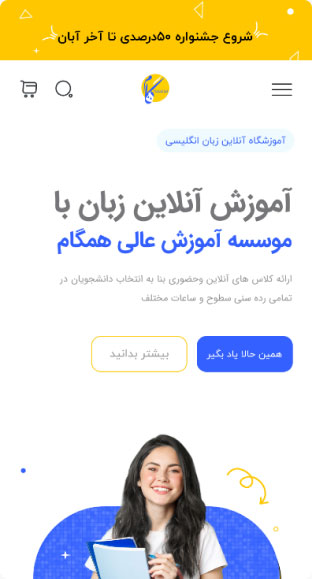 شروع جشنواره ۵۰درصدی تا آخر آبان
آموزشگاه آنلاین زبان انگلیسی
آموزش آنلاین زبان با
موسسه آموزش عالی همگام
ارائه کلاس های آنلاین وحضوری بنا به انتخاب دانشجویان در
تمامی رده سنی سطوح و ساعات مختلف
همین حالا یاد بگیر
بیشتر بدانید